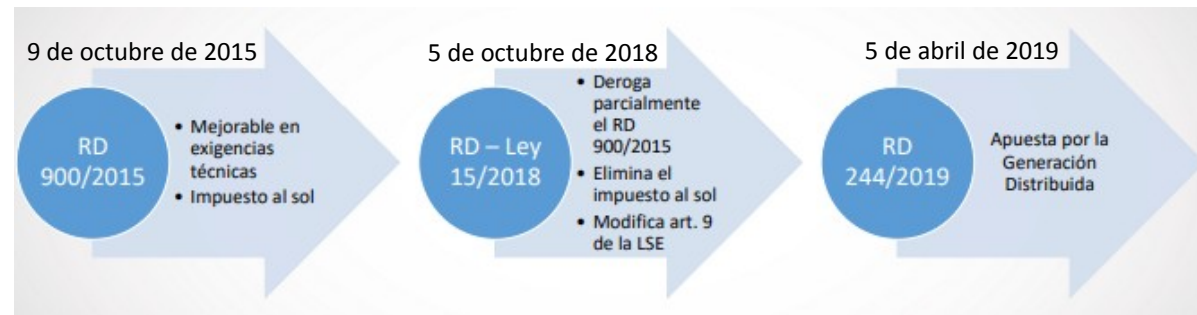 9 de octubre de 2015
RD
900/2015
• Mejorable en
exigencias
técnicas
• Impuesto al sol
5 de octubre de 2018
RD – Ley
15/2018
• Deroga
parcialmente
el RD
900/2015
• Elimina el
impuesto al sol
• Modifica art. 9
de la LSE
5 de abril de 2019
RD
244/2019
Apuesta por la
Generación
Distribuida